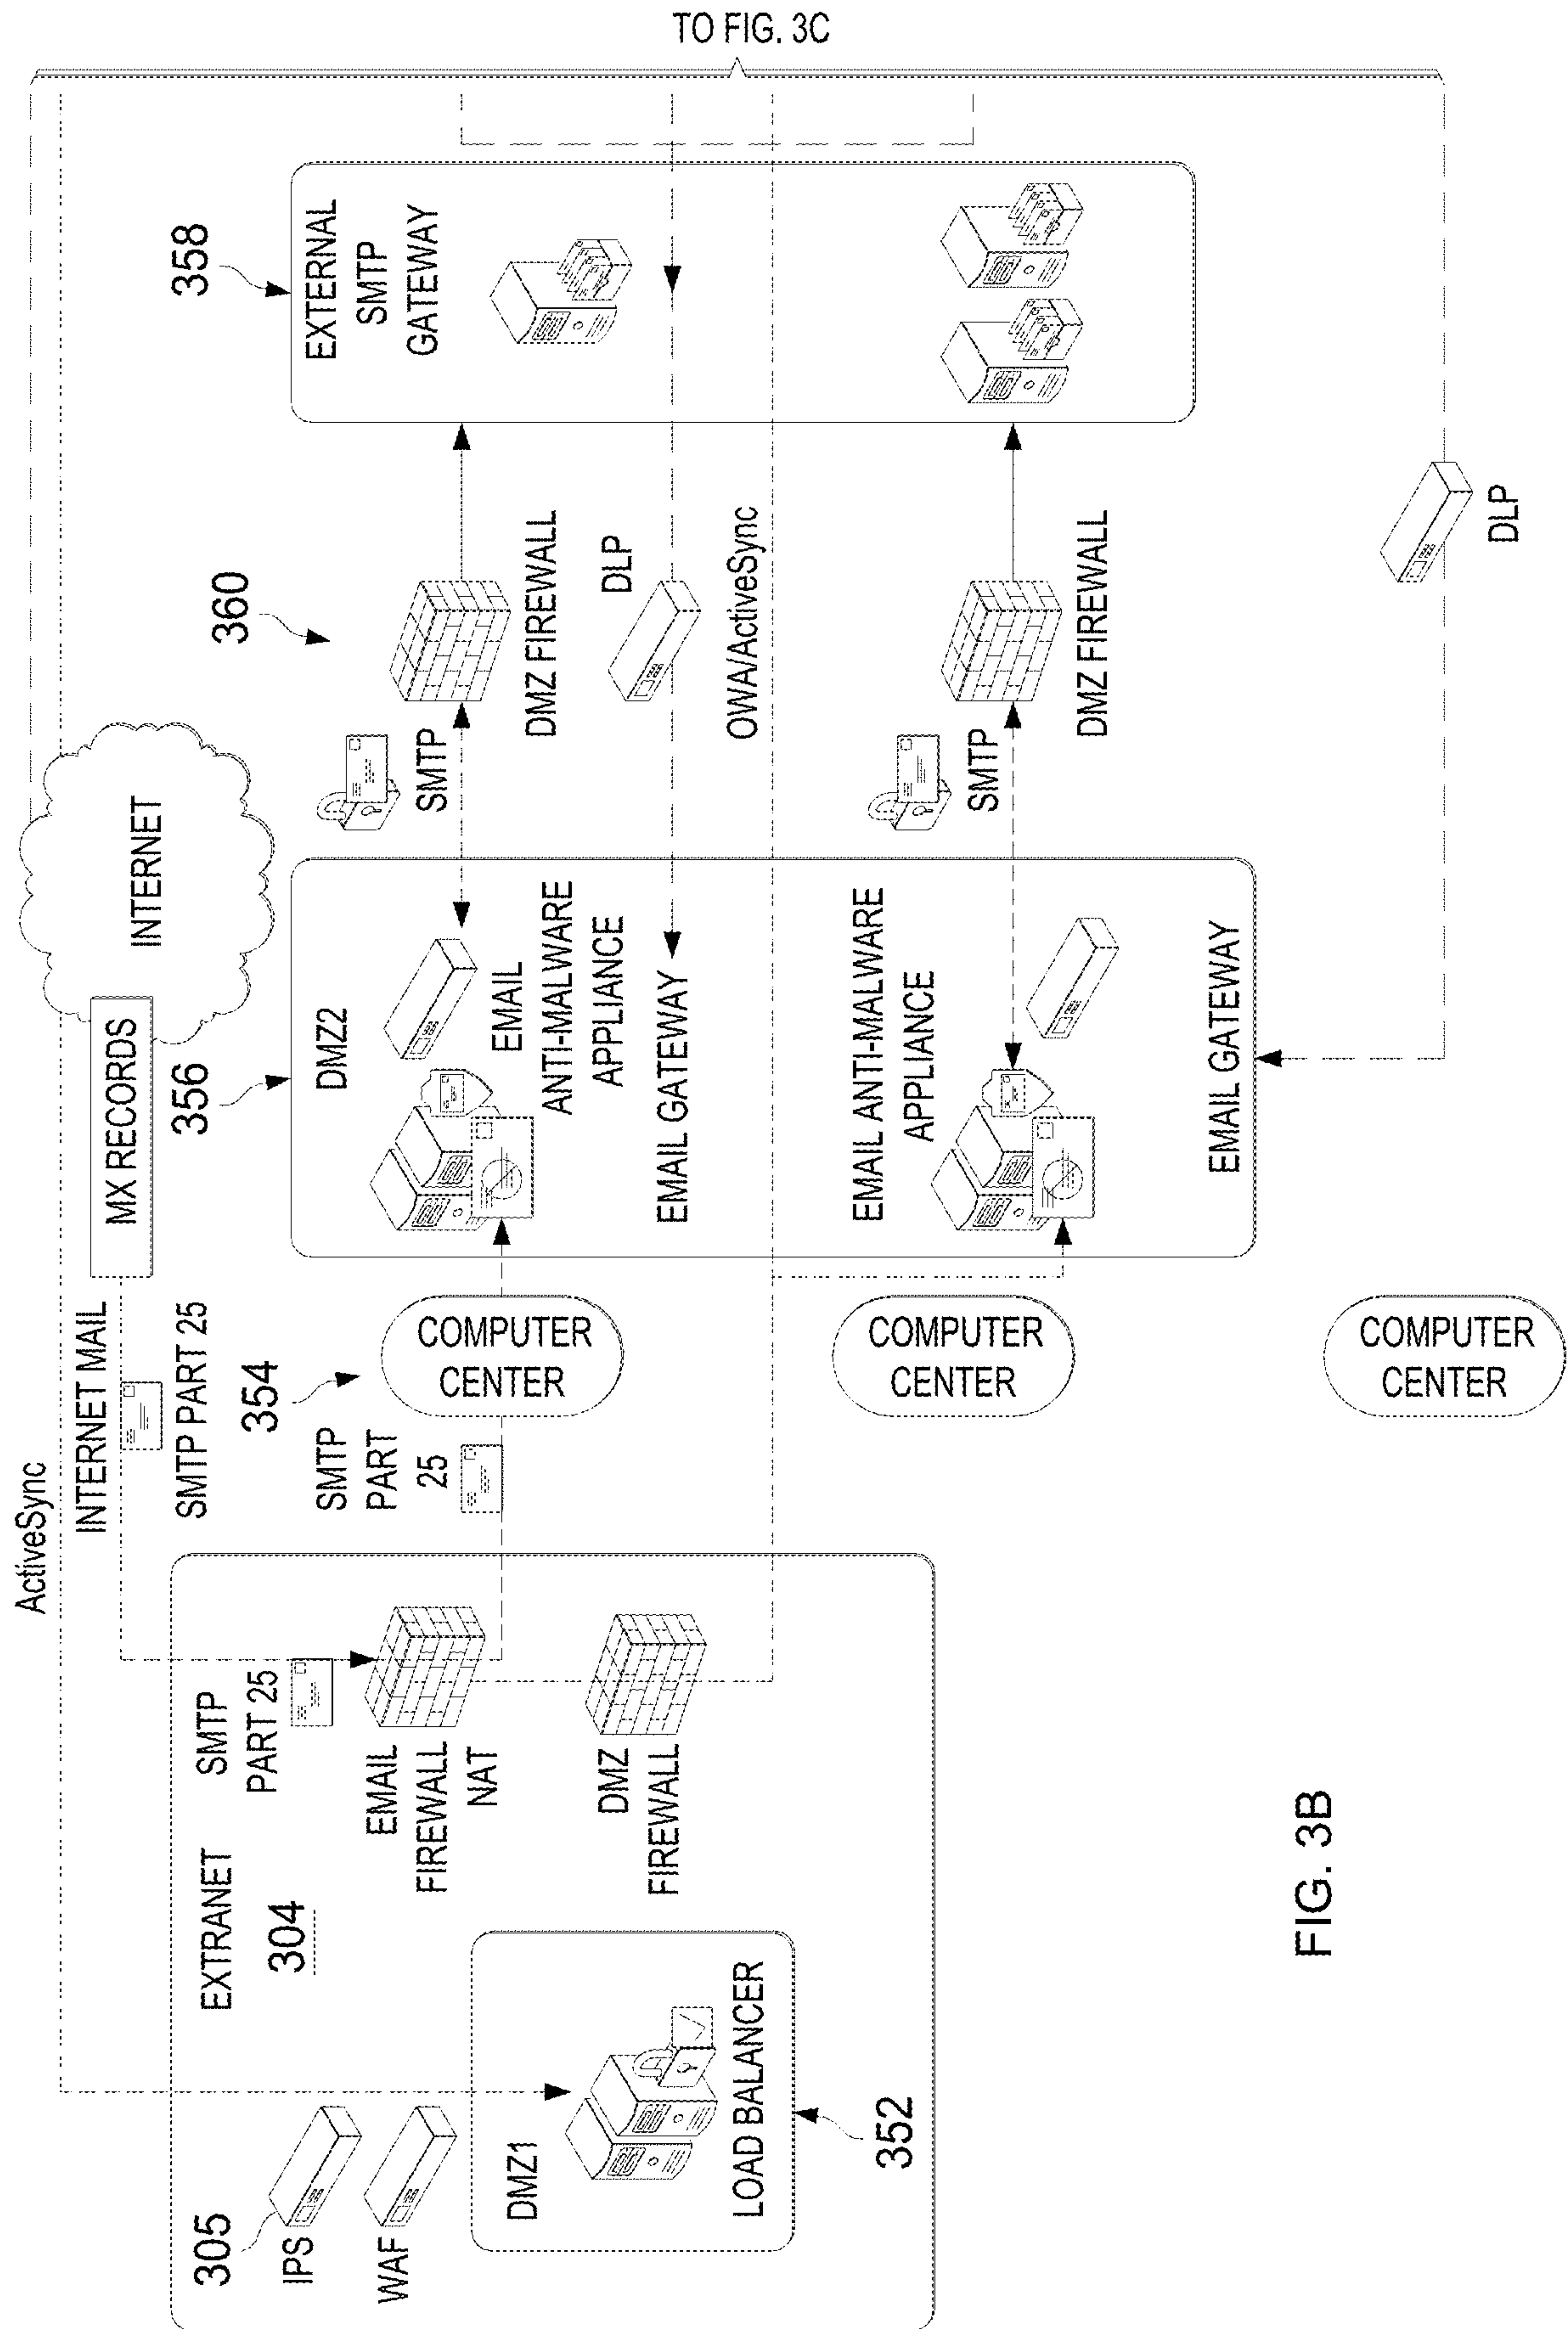 TO FIG. 3C
ActiveSync
INTERNET MAIL
SMTP PART 25
MX RECORDS
INTERNET
EXTRANET
304
305
IPS
WAF
SMTP
PART 25
EMAIL
FIREWALL
NAT
DMZ
FIREWALL
DMZ1
LOAD BALANCER
352
354
SMTP
PART
25
COMPUTER
CENTER
COMPUTER
CENTER
COMPUTER
CENTER
356
DMZ2
EMAIL
ANTI-MALWARE
APPLIANCE
EMAIL GATEWAY
EMAIL ANTI-MALWARE
APPLIANCE
EMAIL GATEWAY
360
SMTP
DMZ FIREWALL
DLP
OWA/ActiveSync
SMTP
DMZ FIREWALL
DLP
358
EXTERNAL
SMTP
GATEWAY
FIG. 3B